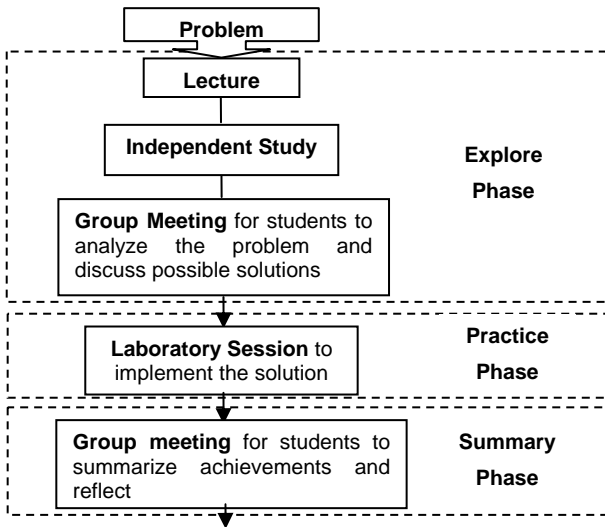 Problem
Lecture
Independent Study
Explore
Phase
Group Meeting for students to
analyze the problem and
discuss possible solutions
Practice
Phase
Laboratory Session to
implement the solution
Group meeting for students to
summarize achievements and
reflect
Summary
Phase